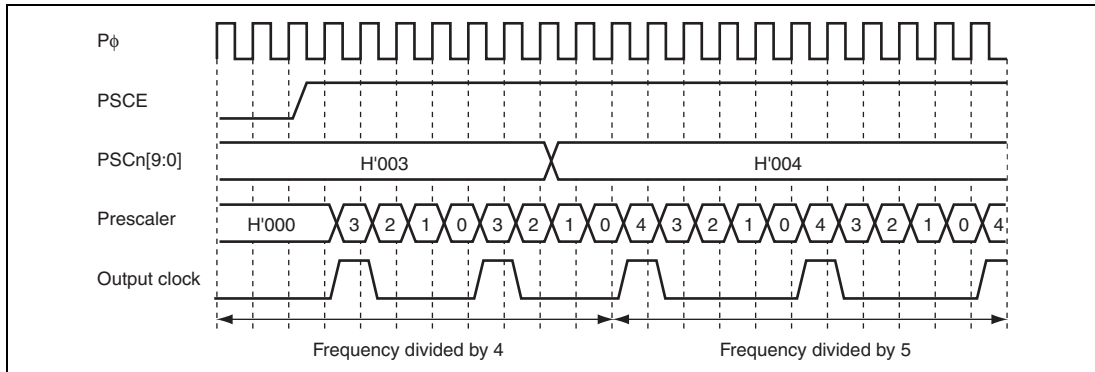 Pφ
PSCE
PSCn[9:0] H'003 H'004
Prescaler H'000 3 2 1 0 3 2 1 0 4 3 2 1 0 4 3 2 1 0 4
Output clock
Frequency divided by 4 Frequency divided by 5